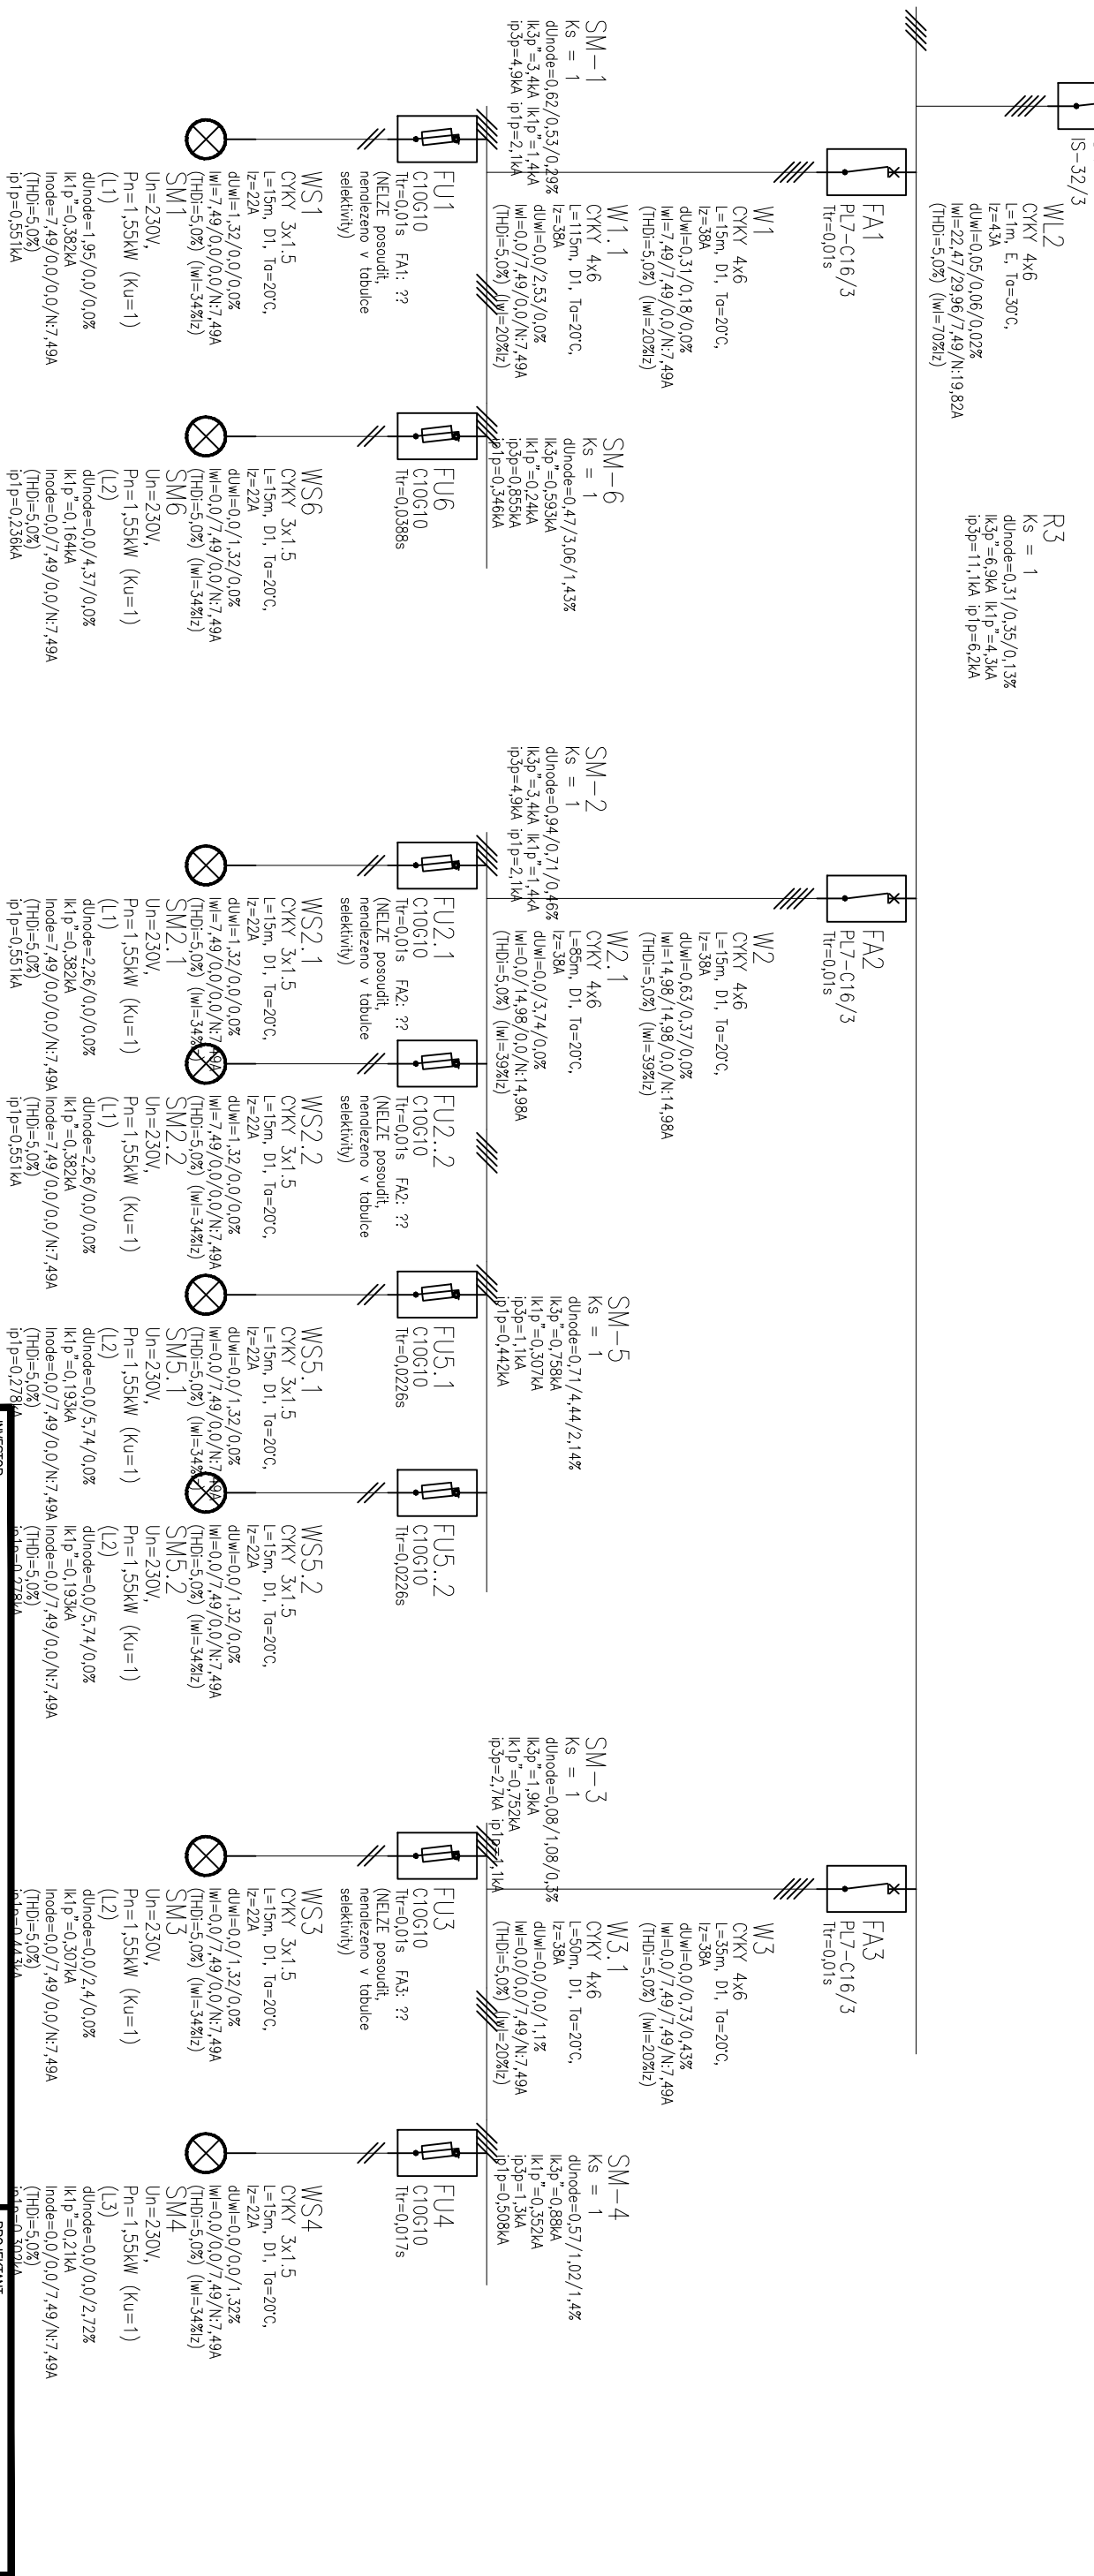 IS-32/3
WL2
CYKY 4x6
L=1m, E, Ta=30°C,
Iz=43A
dUwl=0,05/0,06/0,02%
Iwl=22,47/29,96/7,49/N:19,82A
(THDi=5,0%) (Iwl=70%Iz)
R3
Ks = 1
dUnode=0,31/0,35/0,13%
Ik3p"=6,9kA Ik1p"=4,3kA
ip3p=11,1kA ip1p=6,2kA
FA1
PL7-C16/3
Ttr=0,01s
FA2
PL7-C16/3
Ttr=0,01s
FA3
PL7-C16/3
Ttr=0,01s
W1
CYKY 4x6
L=15m, D1, Ta=20°C,
Iz=38A
dUwl=0,31/0,18/0,0%
Iwl=7,49/7,49/0,0/N:7,49A
(THDi=5,0%) (Iwl=20%Iz)
W2
CYKY 4x6
L=15m, D1, Ta=20°C,
Iz=38A
dUwl=0,63/0,37/0,0%
Iwl=14,98/14,98/0,0/N:14,98A
(THDi=5,0%) (Iwl=39%Iz)
W3
CYKY 4x6
L=35m, D1, Ta=20°C,
Iz=38A
dUwl=0,0/0,73/0,43%
Iwl=0,0/7,49/7,49/N:7,49A
(THDi=5,0%) (Iwl=20%Iz)
SM-1
Ks = 1
dUnode=0,62/0,53/0,29%
Ik3p"=3,4kA Ik1p"=1,4kA
ip3p=4,9kA ip1p=2,1kA
W1.1
CYKY 4x6
L=115m, D1, Ta=20°C,
Iz=38A
dUwl=0,0/2,53/0,0%
Iwl=0,0/7,49/0,0/N:7,49A
(THDi=5,0%) (Iwl=20%Iz)
SM-6
Ks = 1
dUnode=0,47/3,06/1,43%
Ik3p"=0,593kA
Ik1p"=0,24kA
ip3p=0,855kA
ip1p=0,346kA
SM-2
Ks = 1
dUnode=0,94/0,71/0,46%
Ik3p"=3,4kA Ik1p"=1,4kA
ip3p=4,9kA ip1p=2,1kA
W2.1
CYKY 4x6
L=85m, D1, Ta=20°C,
Iz=38A
dUwl=0,0/3,74/0,0%
Iwl=0,0/14,98/0,0/N:14,98A
(THDi=5,0%) (Iwl=39%Iz)
SM-5
Ks = 1
dUnode=0,71/4,44/2,14%
Ik3p"=0,758kA
Ik1p"=0,307kA
ip3p=1,1kA
ip1p=0,442kA
SM-3
Ks = 1
dUnode=0,08/1,08/0,3%
Ik3p"=1,9kA
Ik1p"=0,752kA
ip3p=2,7kA ip1p=1,1kA
W3.1
CYKY 4x6
L=50m, D1, Ta=20°C,
Iz=38A
dUwl=0,0/0,0/1,1%
Iwl=0,0/0,0/7,49/N:7,49A
(THDi=5,0%) (Iwl=20%Iz)
SM-4
Ks = 1
dUnode=0,57/1,02/1,4%
Ik3p"=0,88kA
Ik1p"=0,352kA
ip3p=1,3kA
ip1p=0,508kA
FU1
C10G10
Ttr=0,01s FA1: ??
(NELZE posoudit,
nenalezeno v tabulce
selektivity)
FU6
C10G10
Ttr=0,0388s
FU2.1
C10G10
Ttr=0,01s FA2: ??
(NELZE posoudit,
nenalezeno v tabulce
selektivity)
FU2..2
C10G10
Ttr=0,01s FA2: ??
(NELZE posoudit,
nenalezeno v tabulce
selektivity)
FU5.1
C10G10
Ttr=0,0226s
FU5..2
C10G10
Ttr=0,0226s
FU3
C10G10
Ttr=0,01s FA3: ??
(NELZE posoudit,
nenalezeno v tabulce
selektivity)
FU4
C10G10
Ttr=0,017s
WS1
CYKY 3x1.5
L=15m, D1, Ta=20°C,
Iz=22A
dUwl=1,32/0,0/0,0%
Iwl=7,49/0,0/0,0/N:7,49A
(THDi=5,0%) (Iwl=34%Iz)
SM1
Un=230V,
Pn=1,55kW (Ku=1)
(L1)
dUnode=1,95/0,0/0,0%
Ik1p"=0,382kA
Inode=7,49/0,0/0,0/N:7,49A
(THDi=5,0%)
ip1p=0,551kA
WS6
CYKY 3x1.5
L=15m, D1, Ta=20°C,
Iz=22A
dUwl=0,0/1,32/0,0%
Iwl=0,0/7,49/0,0/N:7,49A
(THDi=5,0%) (Iwl=34%Iz)
SM6
Un=230V,
Pn=1,55kW (Ku=1)
(L2)
dUnode=0,0/4,37/0,0%
Ik1p"=0,164kA
Inode=0,0/7,49/0,0/N:7,49A
(THDi=5,0%)
ip1p=0,236kA
WS2.1
CYKY 3x1.5
L=15m, D1, Ta=20°C,
Iz=22A
dUwl=1,32/0,0/0,0%
Iwl=7,49/0,0/0,0/N:7,49A
(THDi=5,0%) (Iwl=34%Iz)
SM2.1
Un=230V,
Pn=1,55kW (Ku=1)
(L1)
dUnode=2,26/0,0/0,0%
Ik1p"=0,382kA
Inode=7,49/0,0/0,0/N:7,49A
(THDi=5,0%)
ip1p=0,551kA
WS2.2
CYKY 3x1.5
L=15m, D1, Ta=20°C,
Iz=22A
dUwl=1,32/0,0/0,0%
Iwl=7,49/0,0/0,0/N:7,49A
(THDi=5,0%) (Iwl=34%Iz)
SM2.2
Un=230V,
Pn=1,55kW (Ku=1)
(L1)
dUnode=2,26/0,0/0,0%
Ik1p"=0,382kA
Inode=7,49/0,0/0,0/N:7,49A
(THDi=5,0%)
ip1p=0,551kA
WS5.1
CYKY 3x1.5
L=15m, D1, Ta=20°C,
Iz=22A
dUwl=0,0/1,32/0,0%
Iwl=0,0/7,49/0,0/N:7,49A
(THDi=5,0%) (Iwl=34%Iz)
SM5.1
Un=230V,
Pn=1,55kW (Ku=1)
(L2)
dUnode=0,0/5,74/0,0%
Ik1p"=0,193kA
Inode=0,0/7,49/0,0/N:7,49A
(THDi=5,0%)
ip1p=0,278kA
WS5.2
CYKY 3x1.5
L=15m, D1, Ta=20°C,
Iz=22A
dUwl=0,0/1,32/0,0%
Iwl=0,0/7,49/0,0/N:7,49A
(THDi=5,0%) (Iwl=34%Iz)
SM5.2
Un=230V,
Pn=1,55kW (Ku=1)
(L2)
dUnode=0,0/5,74/0,0%
Ik1p"=0,193kA
Inode=0,0/7,49/0,0/N:7,49A
(THDi=5,0%)
ip1p=0,278kA
WS3
CYKY 3x1.5
L=15m, D1, Ta=20°C,
Iz=22A
dUwl=0,0/1,32/0,0%
Iwl=0,0/7,49/0,0/N:7,49A
(THDi=5,0%) (Iwl=34%Iz)
SM3
Un=230V,
Pn=1,55kW (Ku=1)
(L2)
dUnode=0,0/2,4/0,0%
Ik1p"=0,307kA
Inode=0,0/7,49/0,0/N:7,49A
(THDi=5,0%)
ip1p=0,443kA
WS4
CYKY 3x1.5
L=15m, D1, Ta=20°C,
Iz=22A
dUwl=0,0/0,0/1,32%
Iwl=0,0/0,0/7,49/N:7,49A
(THDi=5,0%) (Iwl=34%Iz)
SM4
Un=230V,
Pn=1,55kW (Ku=1)
(L3)
dUnode=0,0/0,0/2,72%
Ik1p"=0,21kA
Inode=0,0/0,0/7,49/N:7,49A
(THDi=5,0%)
ip1p=0,302kA